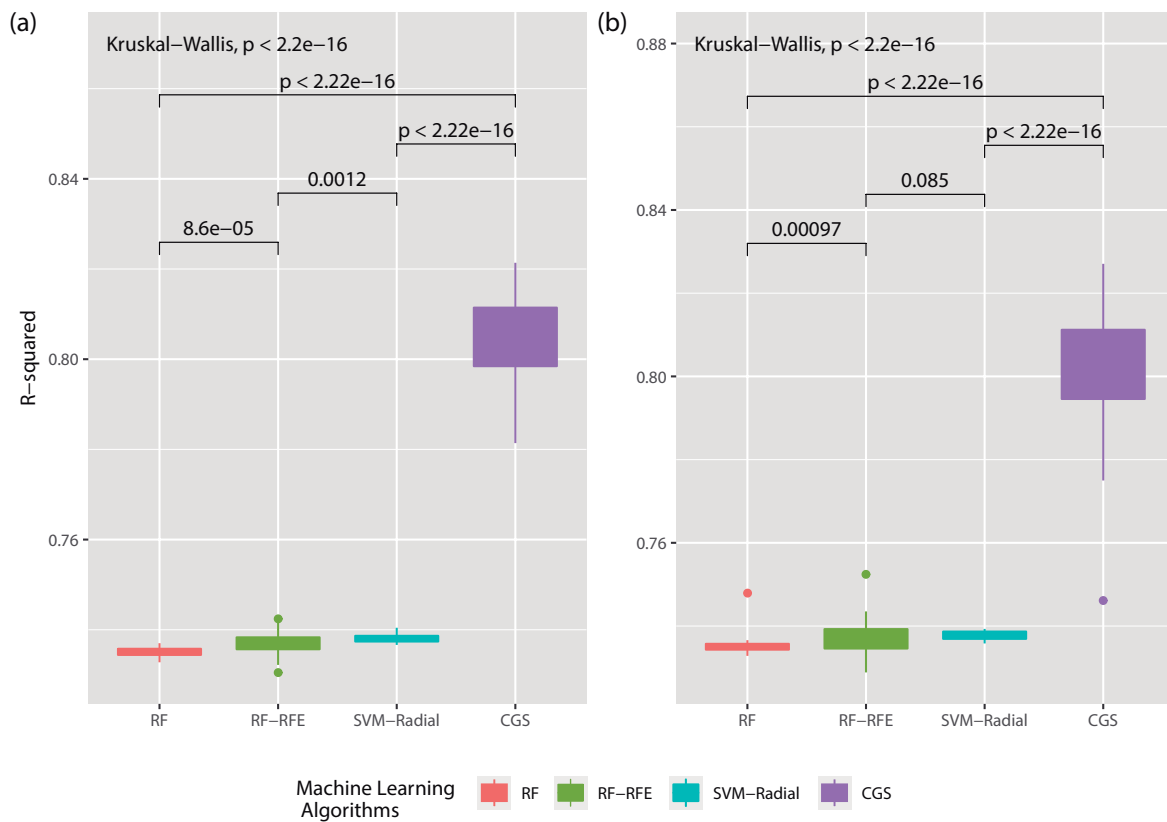 (a)
Kruskal−Wallis, p < 2.2e−16
p < 2.22e−16
p < 2.22e−16
0.0012
8.6e−05
R−squared
0.84
0.80
0.76
RF
RF−RFE
SVM−Radial
CGS
(b)
Kruskal−Wallis, p < 2.2e−16
p < 2.22e−16
p < 2.22e−16
0.085
0.00097
0.88
0.84
0.80
0.76
RF
RF−RFE
SVM−Radial
CGS
Machine Learning
Algorithms
RF
RF−RFE
SVM−Radial
CGS